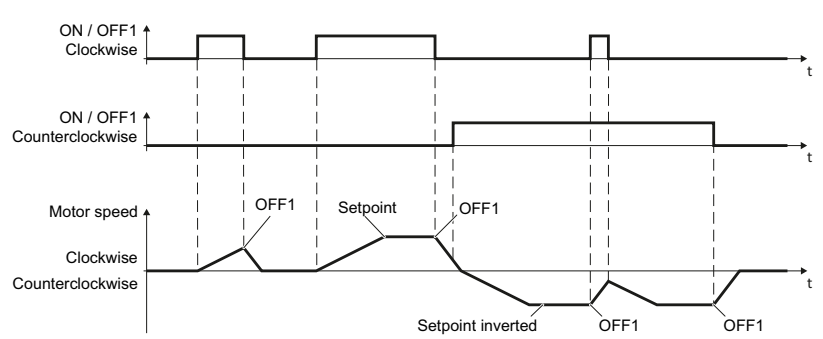 ON / OFF1
Clockwise
t
ON / OFF1
Counterclockwise
t
Motor speed
OFF1
Setpoint
OFF1
Clockwise
Counterclockwise
t
Setpoint inverted
OFF1
OFF1